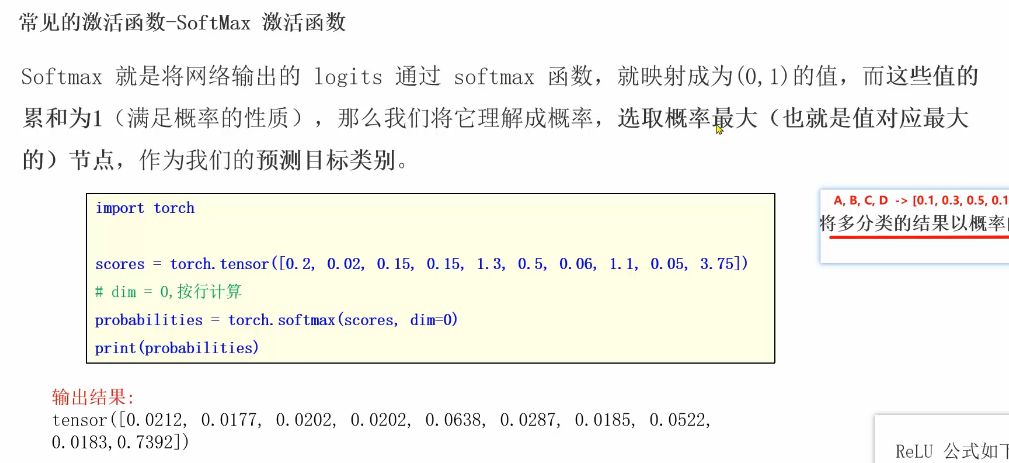 常见的激活函数-SoftMax 激活函数
Softmax 就是将网络输出的 logits 通过 softmax 函数，就映射成为(0,1)的值，而这些值的
累和为1（满足概率的性质），那么我们将它理解成概率，选取概率最大（也就是值对应最大
的）节点，作为我们的预测目标类别。
import torch
scores = torch.tensor([0.2, 0.02, 0.15, 0.15, 1.3, 0.5, 0.06, 1.1, 0.05, 3.75])
# dim = 0,按行计算
probabilities = torch.softmax(scores, dim=0)
print(probabilities)
A, B, C, D -> [0.1, 0.3, 0.5, 0.1
将多分类的结果以概率
输出结果:
tensor([0.0212, 0.0177, 0.0202, 0.0202, 0.0638, 0.0287, 0.0185, 0.0522,
0.0183,0.7392])
ReLU 公式如